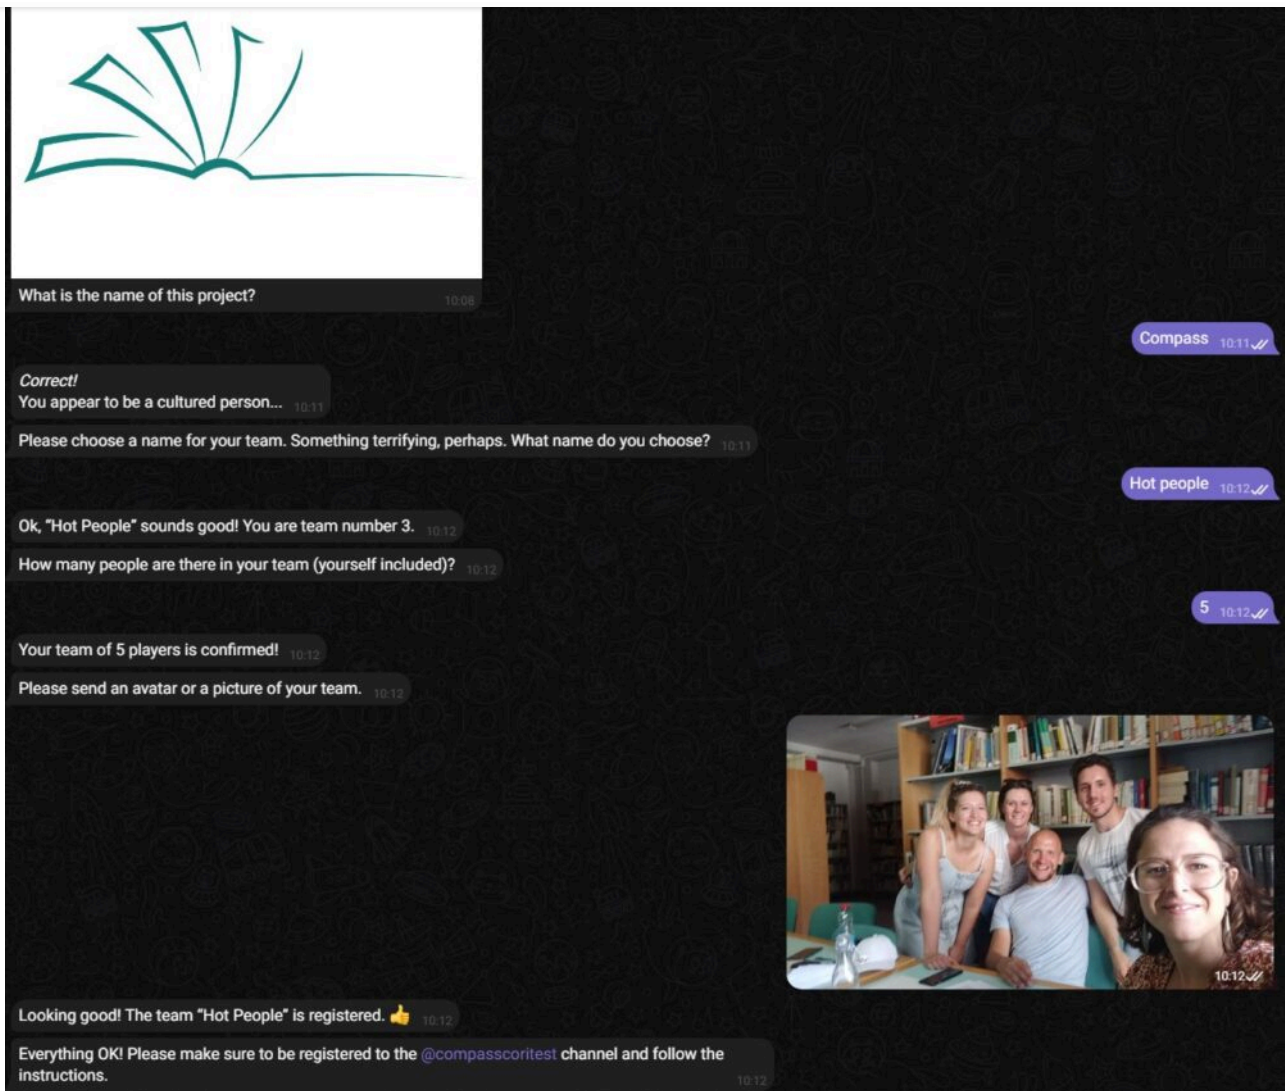 What is the name of this project? 10:08
Compass 10:11
Correct!
You appear to be a cultured person... 10:11
Please choose a name for your team. Something terrifying, perhaps. What name do you choose? 10:11
Hot people 10:12
Ok, “Hot People” sounds good! You are team number 3. 10:12
How many people are there in your team (yourself included)? 10:12
5 10:12
Your team of 5 players is confirmed! 10:12
Please send an avatar or a picture of your team. 10:12
10:12
Looking good! The team “Hot People” is registered. 👍 10:12
Everything OK! Please make sure to be registered to the @compasscoritest channel and follow the
instructions. 10:12